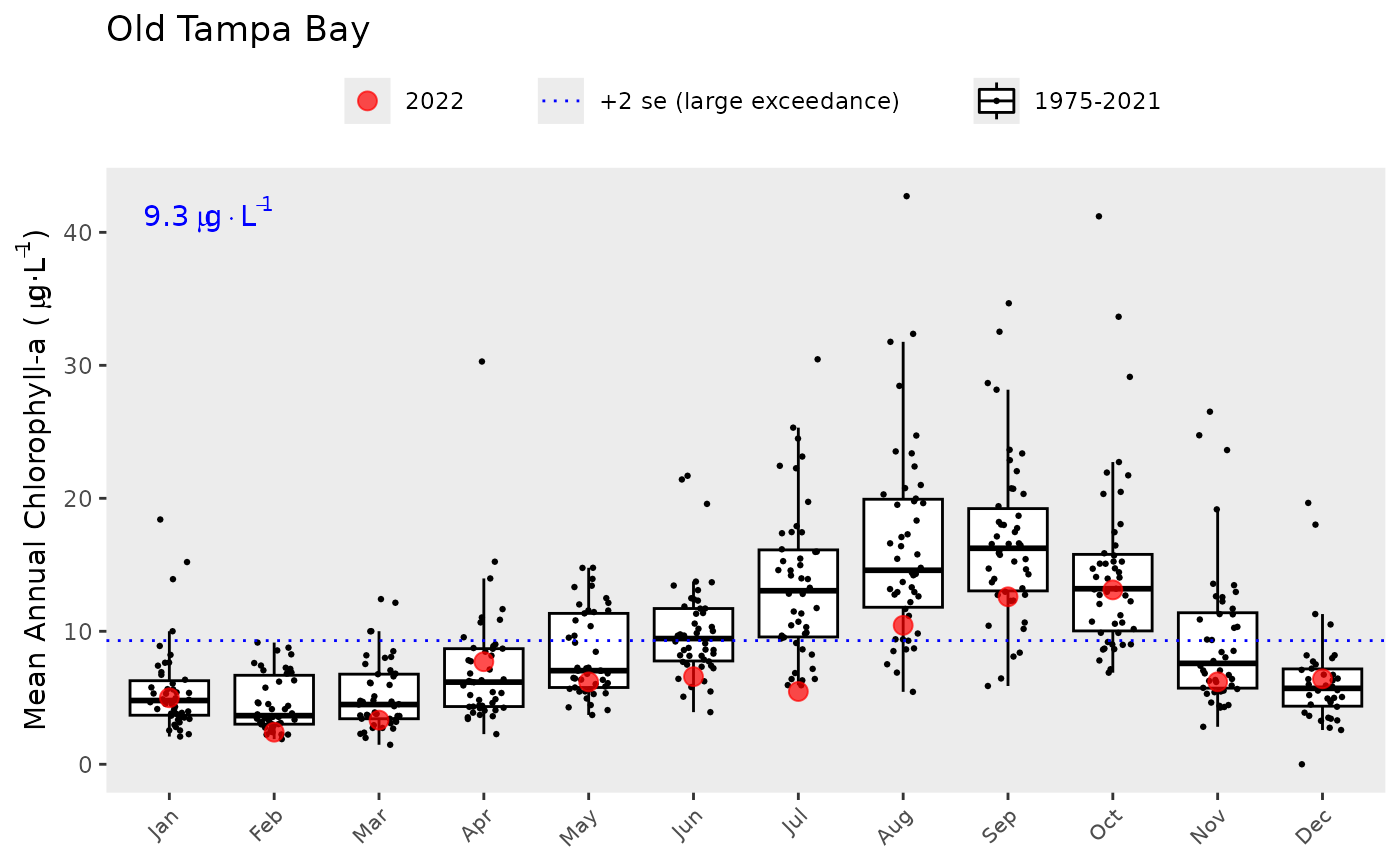 Old Tampa Bay
2022
+2 se (large exceedance)
1975-2021
9.3 μg · L⁻¹
Mean Annual Chlorophyll-a ( μg·L⁻¹)
40
30
20
10
0
Jan
Feb
Mar
Apr
May
Jun
Jul
Aug
Sep
Oct
Nov
Dec